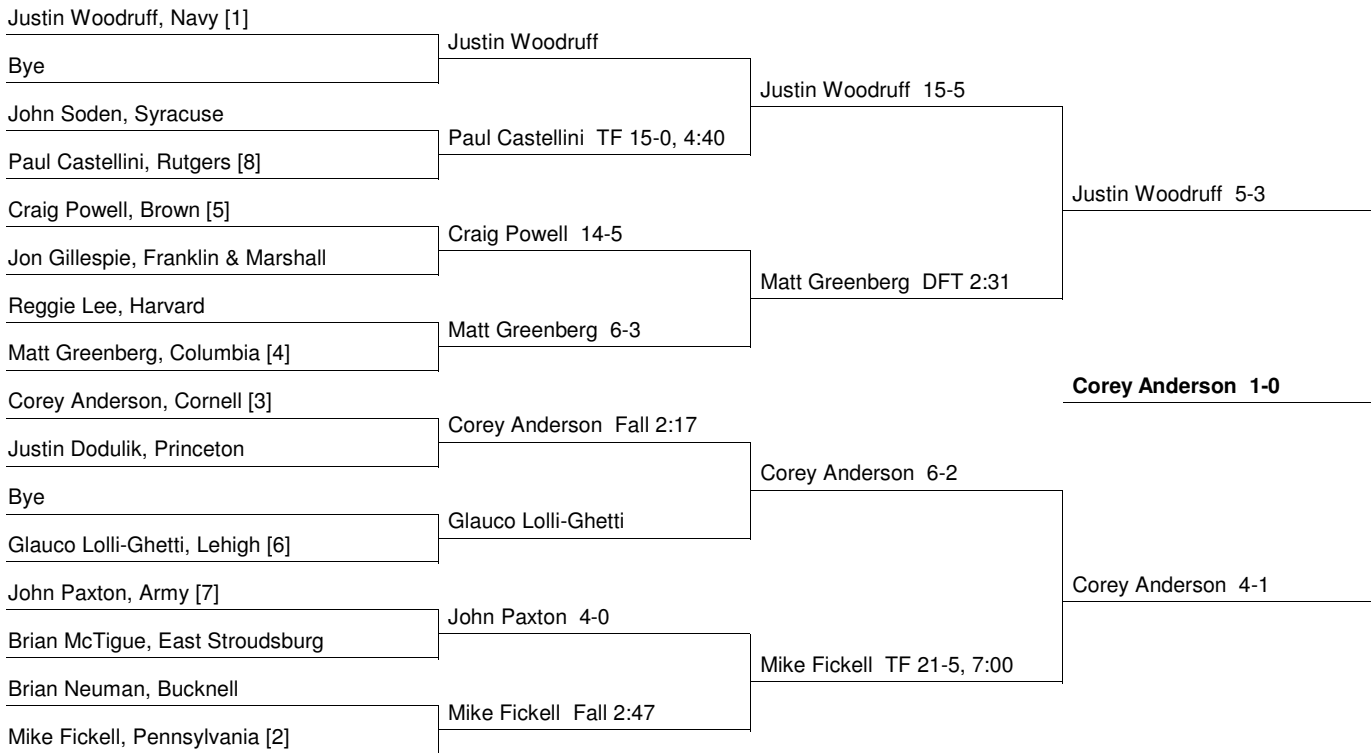 Justin Woodruff, Navy [1]
Bye
John Soden, Syracuse
Paul Castellini, Rutgers [8]
Craig Powell, Brown [5]
Jon Gillespie, Franklin & Marshall
Reggie Lee, Harvard
Matt Greenberg, Columbia [4]
Corey Anderson, Cornell [3]
Justin Dodulik, Princeton
Bye
Glauco Lolli-Ghetti, Lehigh [6]
John Paxton, Army [7]
Brian McTigue, East Stroudsburg
Brian Neuman, Bucknell
Mike Fickell, Pennsylvania [2]
Justin Woodruff
Paul Castellini TF 15-0, 4:40
Craig Powell 14-5
Matt Greenberg 6-3
Corey Anderson Fall 2:17
Glauco Lolli-Ghetti
John Paxton 4-0
Mike Fickell Fall 2:47
Justin Woodruff 15-5
Matt Greenberg DFT 2:31
Corey Anderson 6-2
Mike Fickell TF 21-5, 7:00
Justin Woodruff 5-3
Corey Anderson 1-0
Corey Anderson 4-1